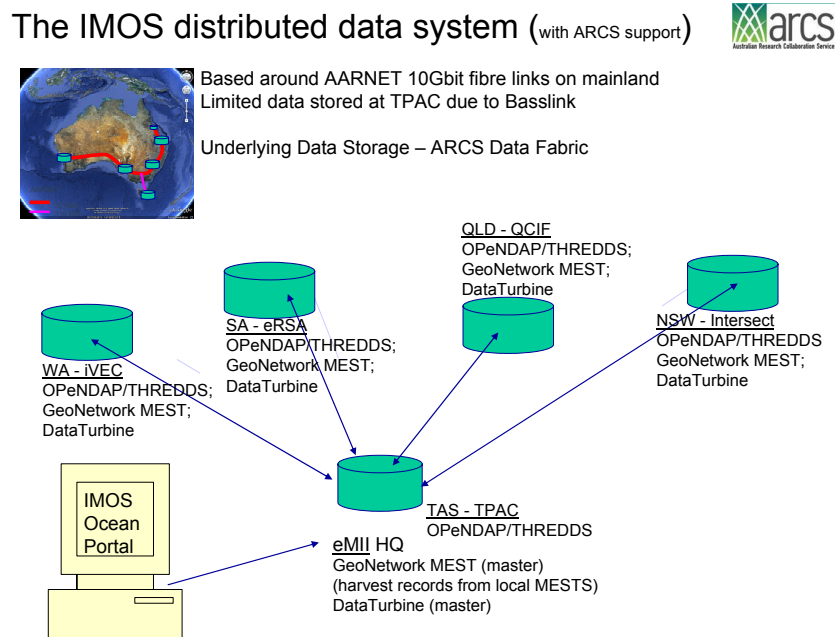 The IMOS distributed data system (with ARCS support)
arcs
Australian Research Collaboration Service
Based around AARNET 10Gbit fibre links on mainland
Limited data stored at TPAC due to Basslink
Underlying Data Storage – ARCS Data Fabric
QLD - QCIF
OPeNDAP/THREDDS;
GeoNetwork MEST;
DataTurbine
SA - eRSA
OPeNDAP/THREDDS;
GeoNetwork MEST;
DataTurbine
NSW - Intersect
OPeNDAP/THREDDS
GeoNetwork MEST;
DataTurbine
WA - iVEC
OPeNDAP/THREDDS;
GeoNetwork MEST;
DataTurbine
IMOS
Ocean
Portal
TAS - TPAC
OPeNDAP/THREDDS
eMII HQ
GeoNetwork MEST (master)
(harvest records from local MESTS)
DataTurbine (master)